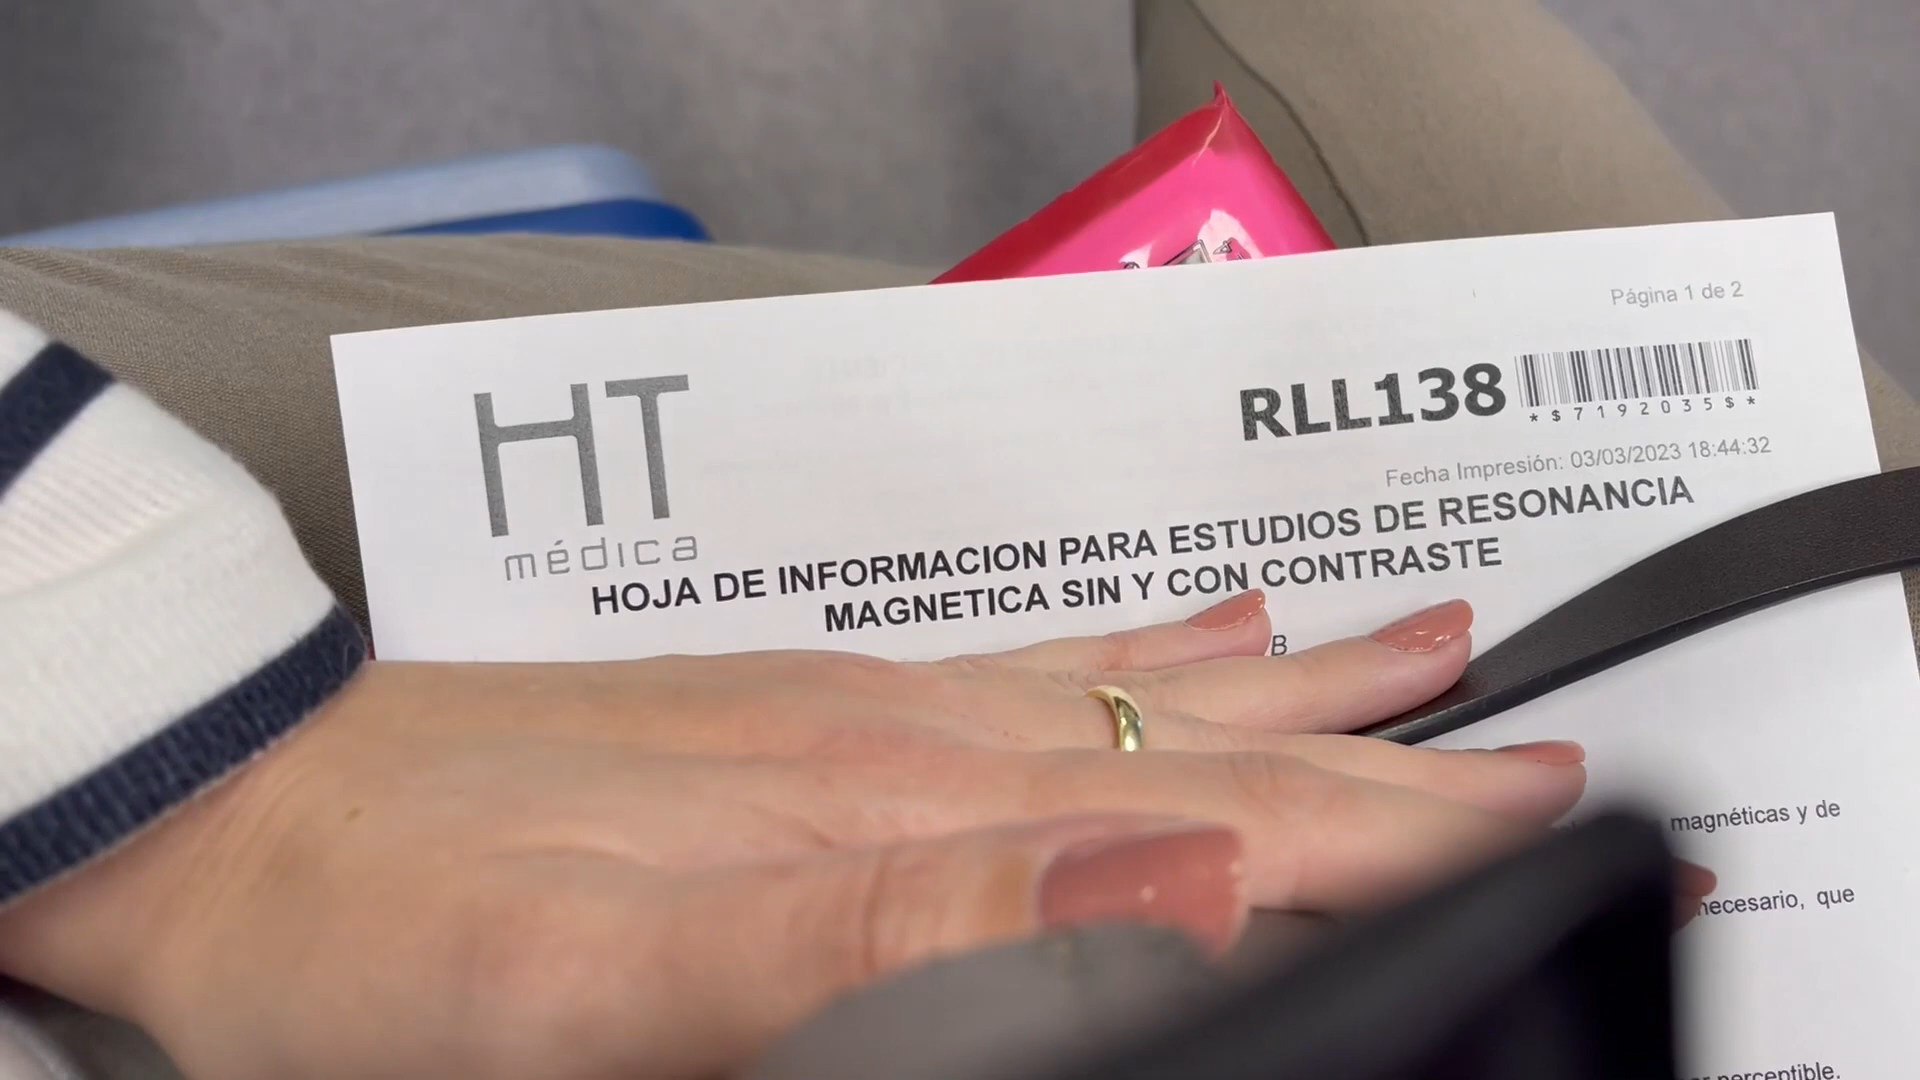 Página 1 de 2
HT
médica
RLL138
*$7192035$*
Fecha Impresión: 03/03/2023 18:44:32
HOJA DE INFORMACION PARA ESTUDIOS DE RESONANCIA
MAGNETICA SIN Y CON CONTRASTE
B
magnéticas y de
necesario, que
perceptible.